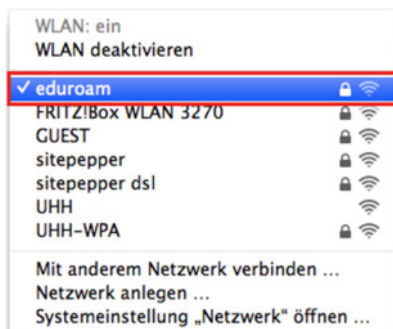 WLAN: ein
WLAN deaktivieren
✓ eduroam
FRITZ!Box WLAN 3270
GUEST
sitepepper
sitepepper dsl
UHH
UHH-WPA
Mit anderem Netzwerk verbinden ...
Netzwerk anlegen ...
Systemeinstellung „Netzwerk“ öffnen ...